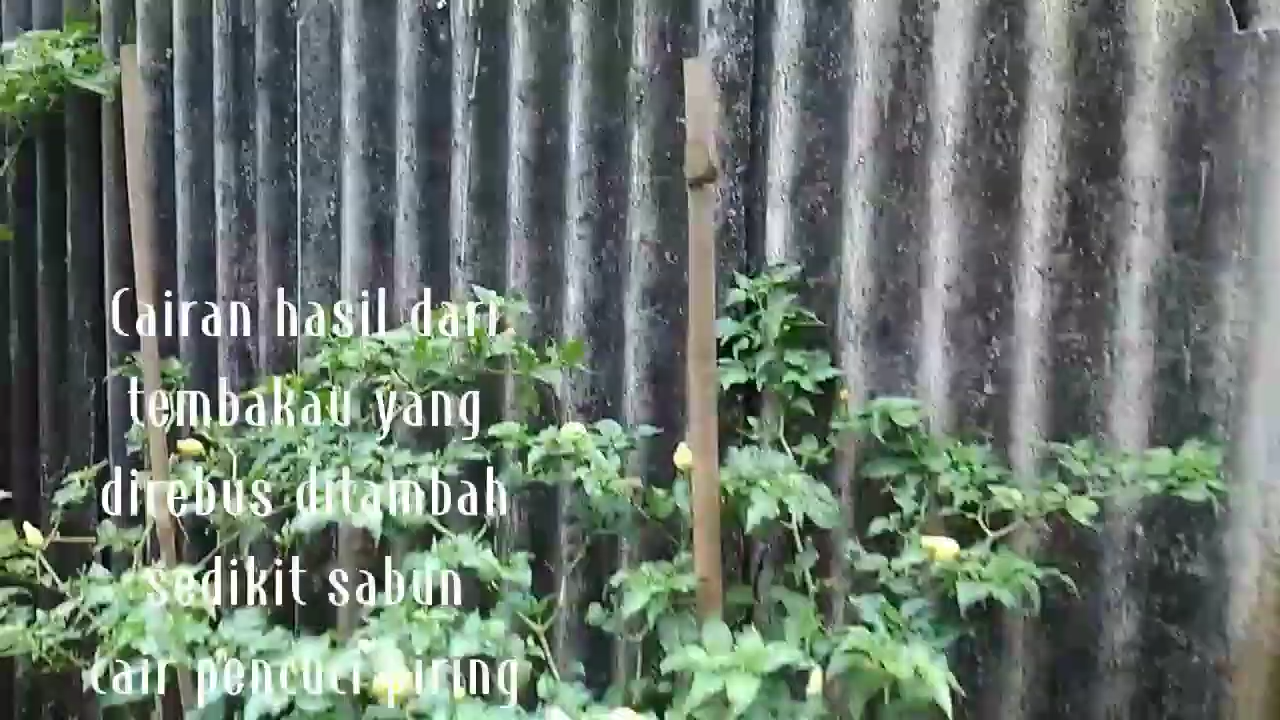 Cairan hasil dari
tembakau yang
direbus ditambah
sedikit sabun
cair pencuci piring